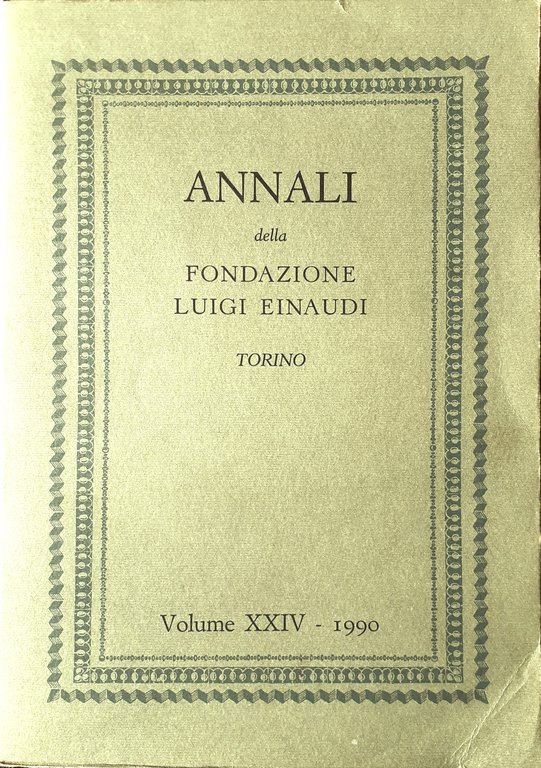 ANNALI
della
FONDAZIONE
LUIGI EINAUDI
TORINO
Volume XXIV - 1990